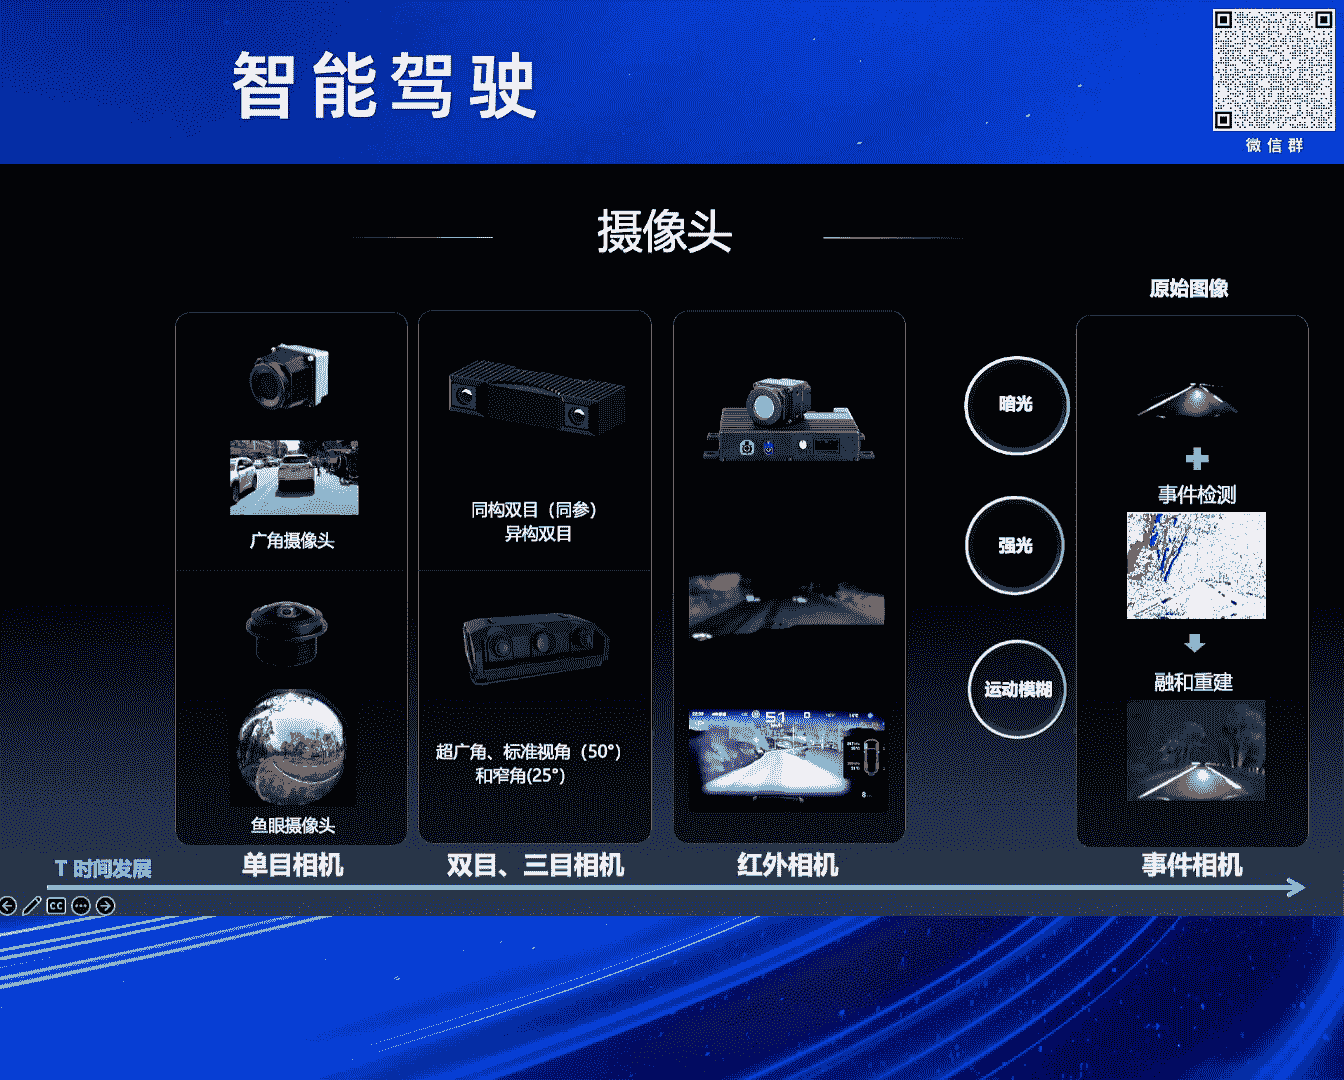 智能驾驶
微信群
摄像头
原始图像
暗光
强光
运动模糊
事件检测
融和重建
广角摄像头
鱼眼摄像头
同构双目（同参）
异构双目
超广角、标准视角（50°）
和窄角(25°)
51
单目相机
双目、三目相机
红外相机
事件相机
T 时间发展
CC